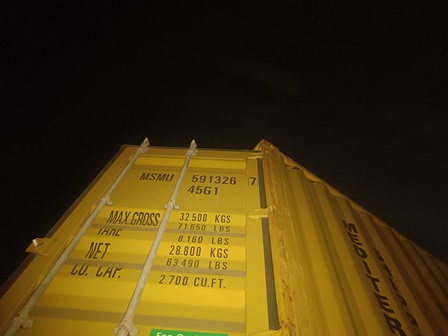 MSMU 591326 7
45G1
MAX.GROSS 32.500 KGS
71.650 LBS
TARE
8.160 LBS
NET 28.800 KGS
63.490 LBS
CU. CAP.
2.700 CU.FT.
MEDITER